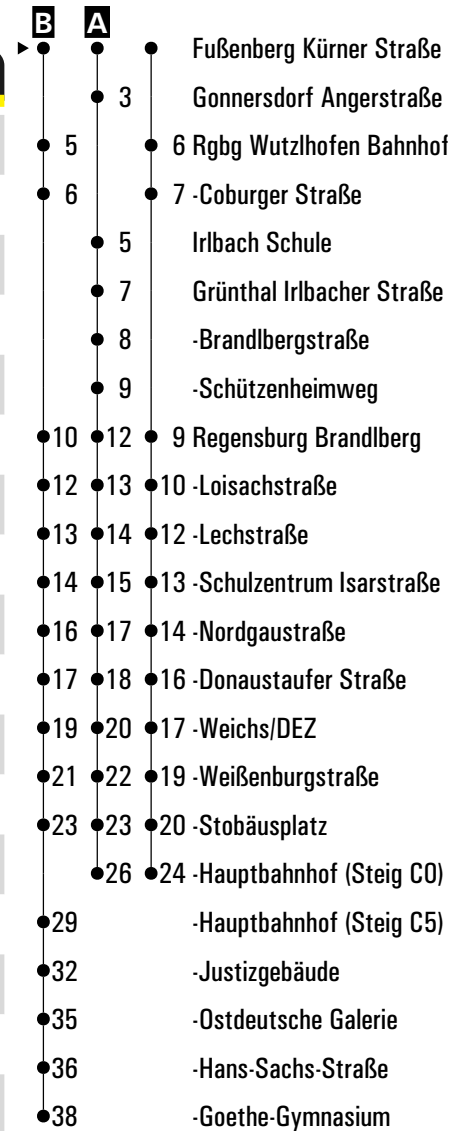 B A
Fußenberg Kürner Straße
3 Gonnersdorf Angerstraße
5 6 Rgbg Wutzlhofen Bahnhof
6 7 -Coburger Straße
5 Irlbach Schule
7 Grünthal Irlbacher Straße
8 -Brandlbergstraße
9 -Schützenheimweg
10 12 9 Regensburg Brandlberg
12 13 10 -Loisachstraße
13 14 12 -Lechstraße
14 15 13 -Schulzentrum Isarstraße
16 17 14 -Nordgaustraße
17 18 16 -Donaustaufer Straße
19 20 17 -Weichs/DEZ
21 22 19 -Weißenburgstraße
23 23 20 -Stobäusplatz
26 24 -Hauptbahnhof (Steig C0)
29 -Hauptbahnhof (Steig C5)
32 -Justizgebäude
35 -Ostdeutsche Galerie
36 -Hans-Sachs-Straße
38 -Goethe-Gymnasium